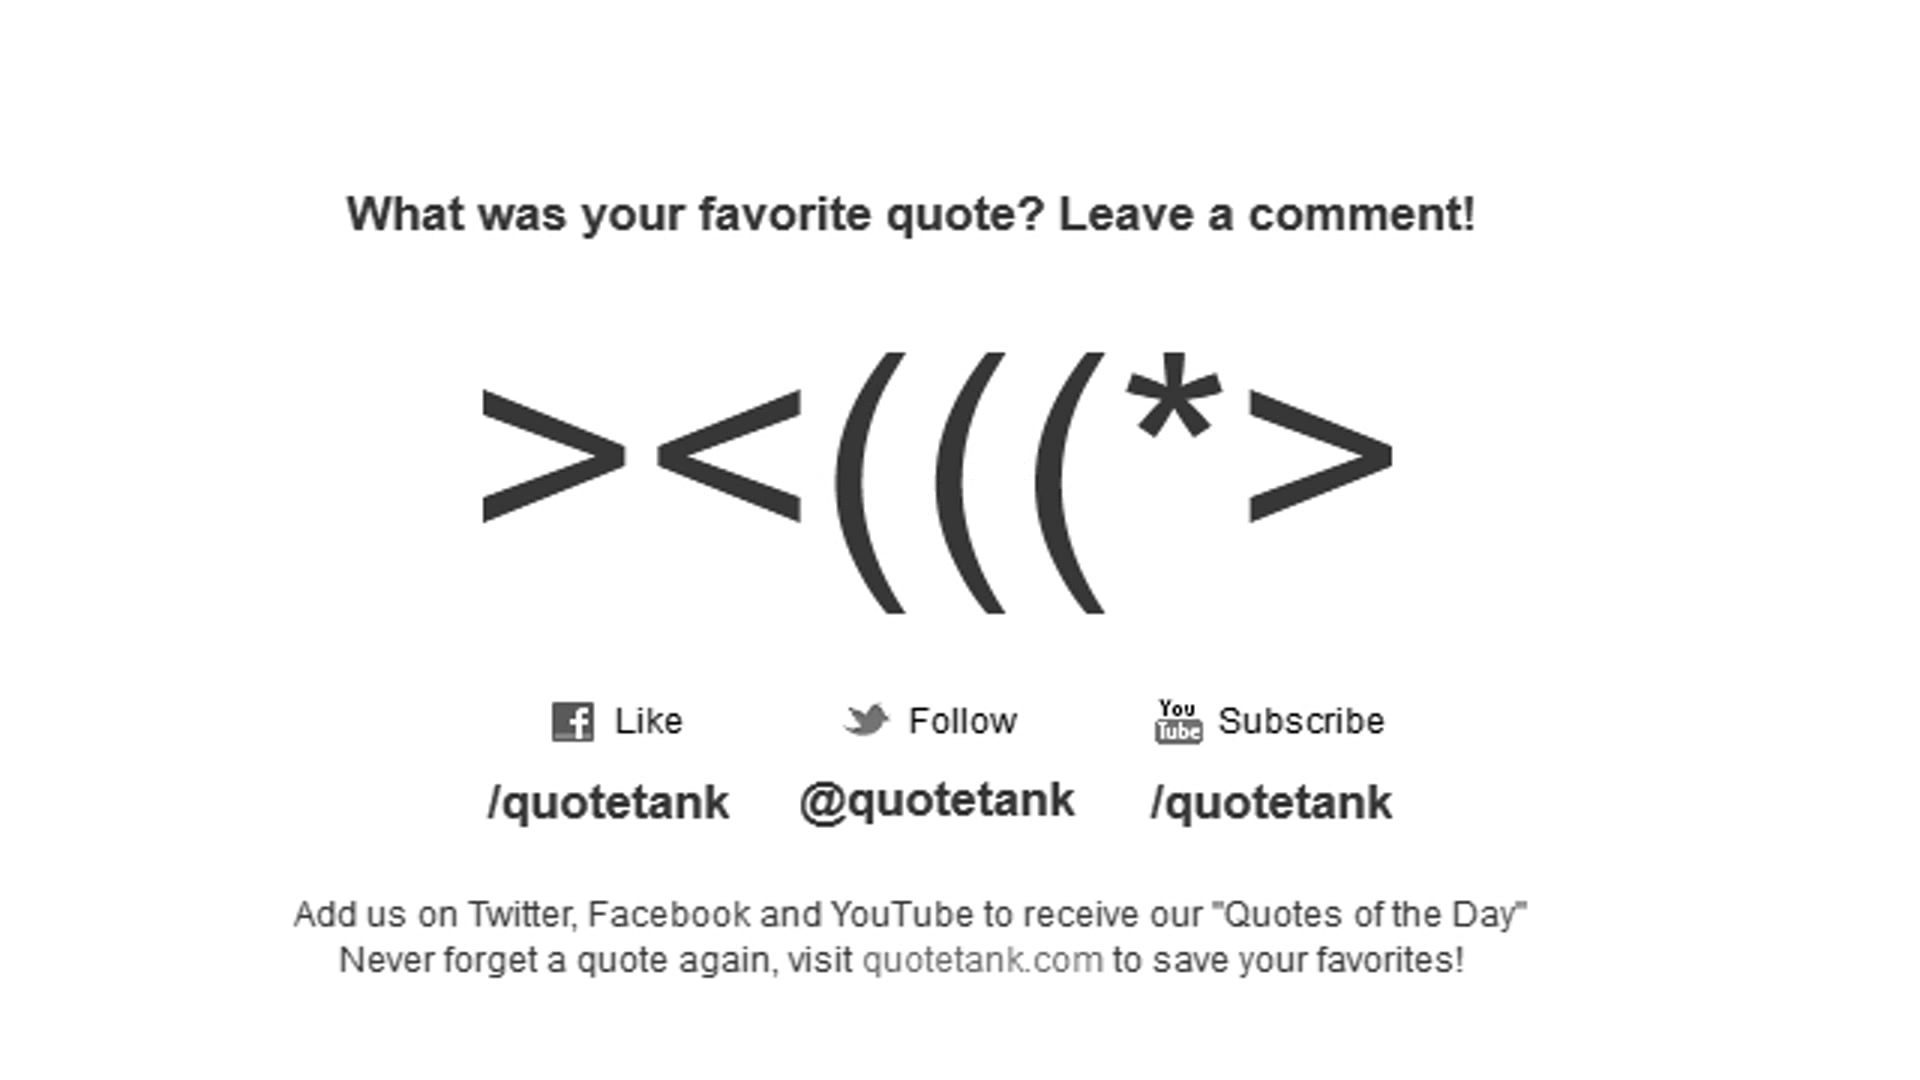 What was your favorite quote? Leave a comment!
><(((*>
f Like
Follow
You Tube Subscribe
/quotetank
@quotetank
/quotetank
Add us on Twitter, Facebook and YouTube to receive our "Quotes of the Day"
Never forget a quote again, visit quotetank.com to save your favorites!